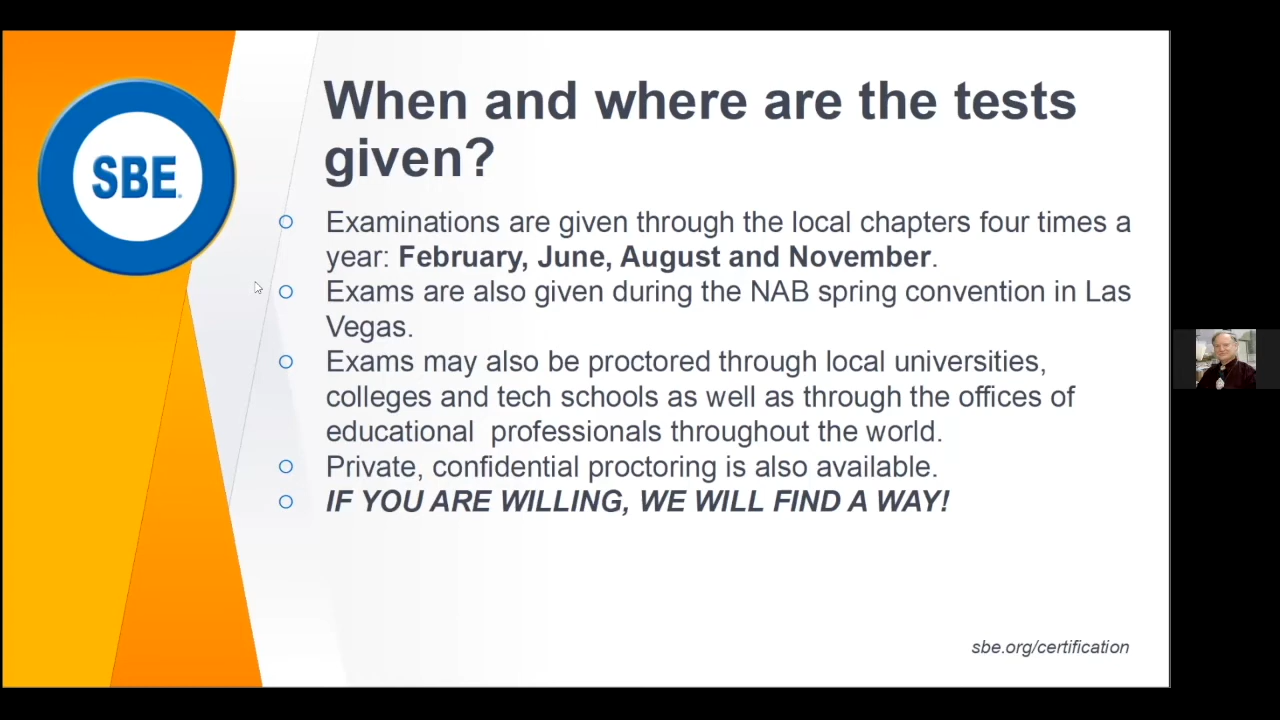 SBE
When and where are the tests
given?
Examinations are given through the local chapters four times a
year: February, June, August and November.
Exams are also given during the NAB spring convention in Las
Vegas.
Exams may also be proctored through local universities,
colleges and tech schools as well as through the offices of
educational  professionals throughout the world.
Private, confidential proctoring is also available.
IF YOU ARE WILLING, WE WILL FIND A WAY!
sbe.org/certification